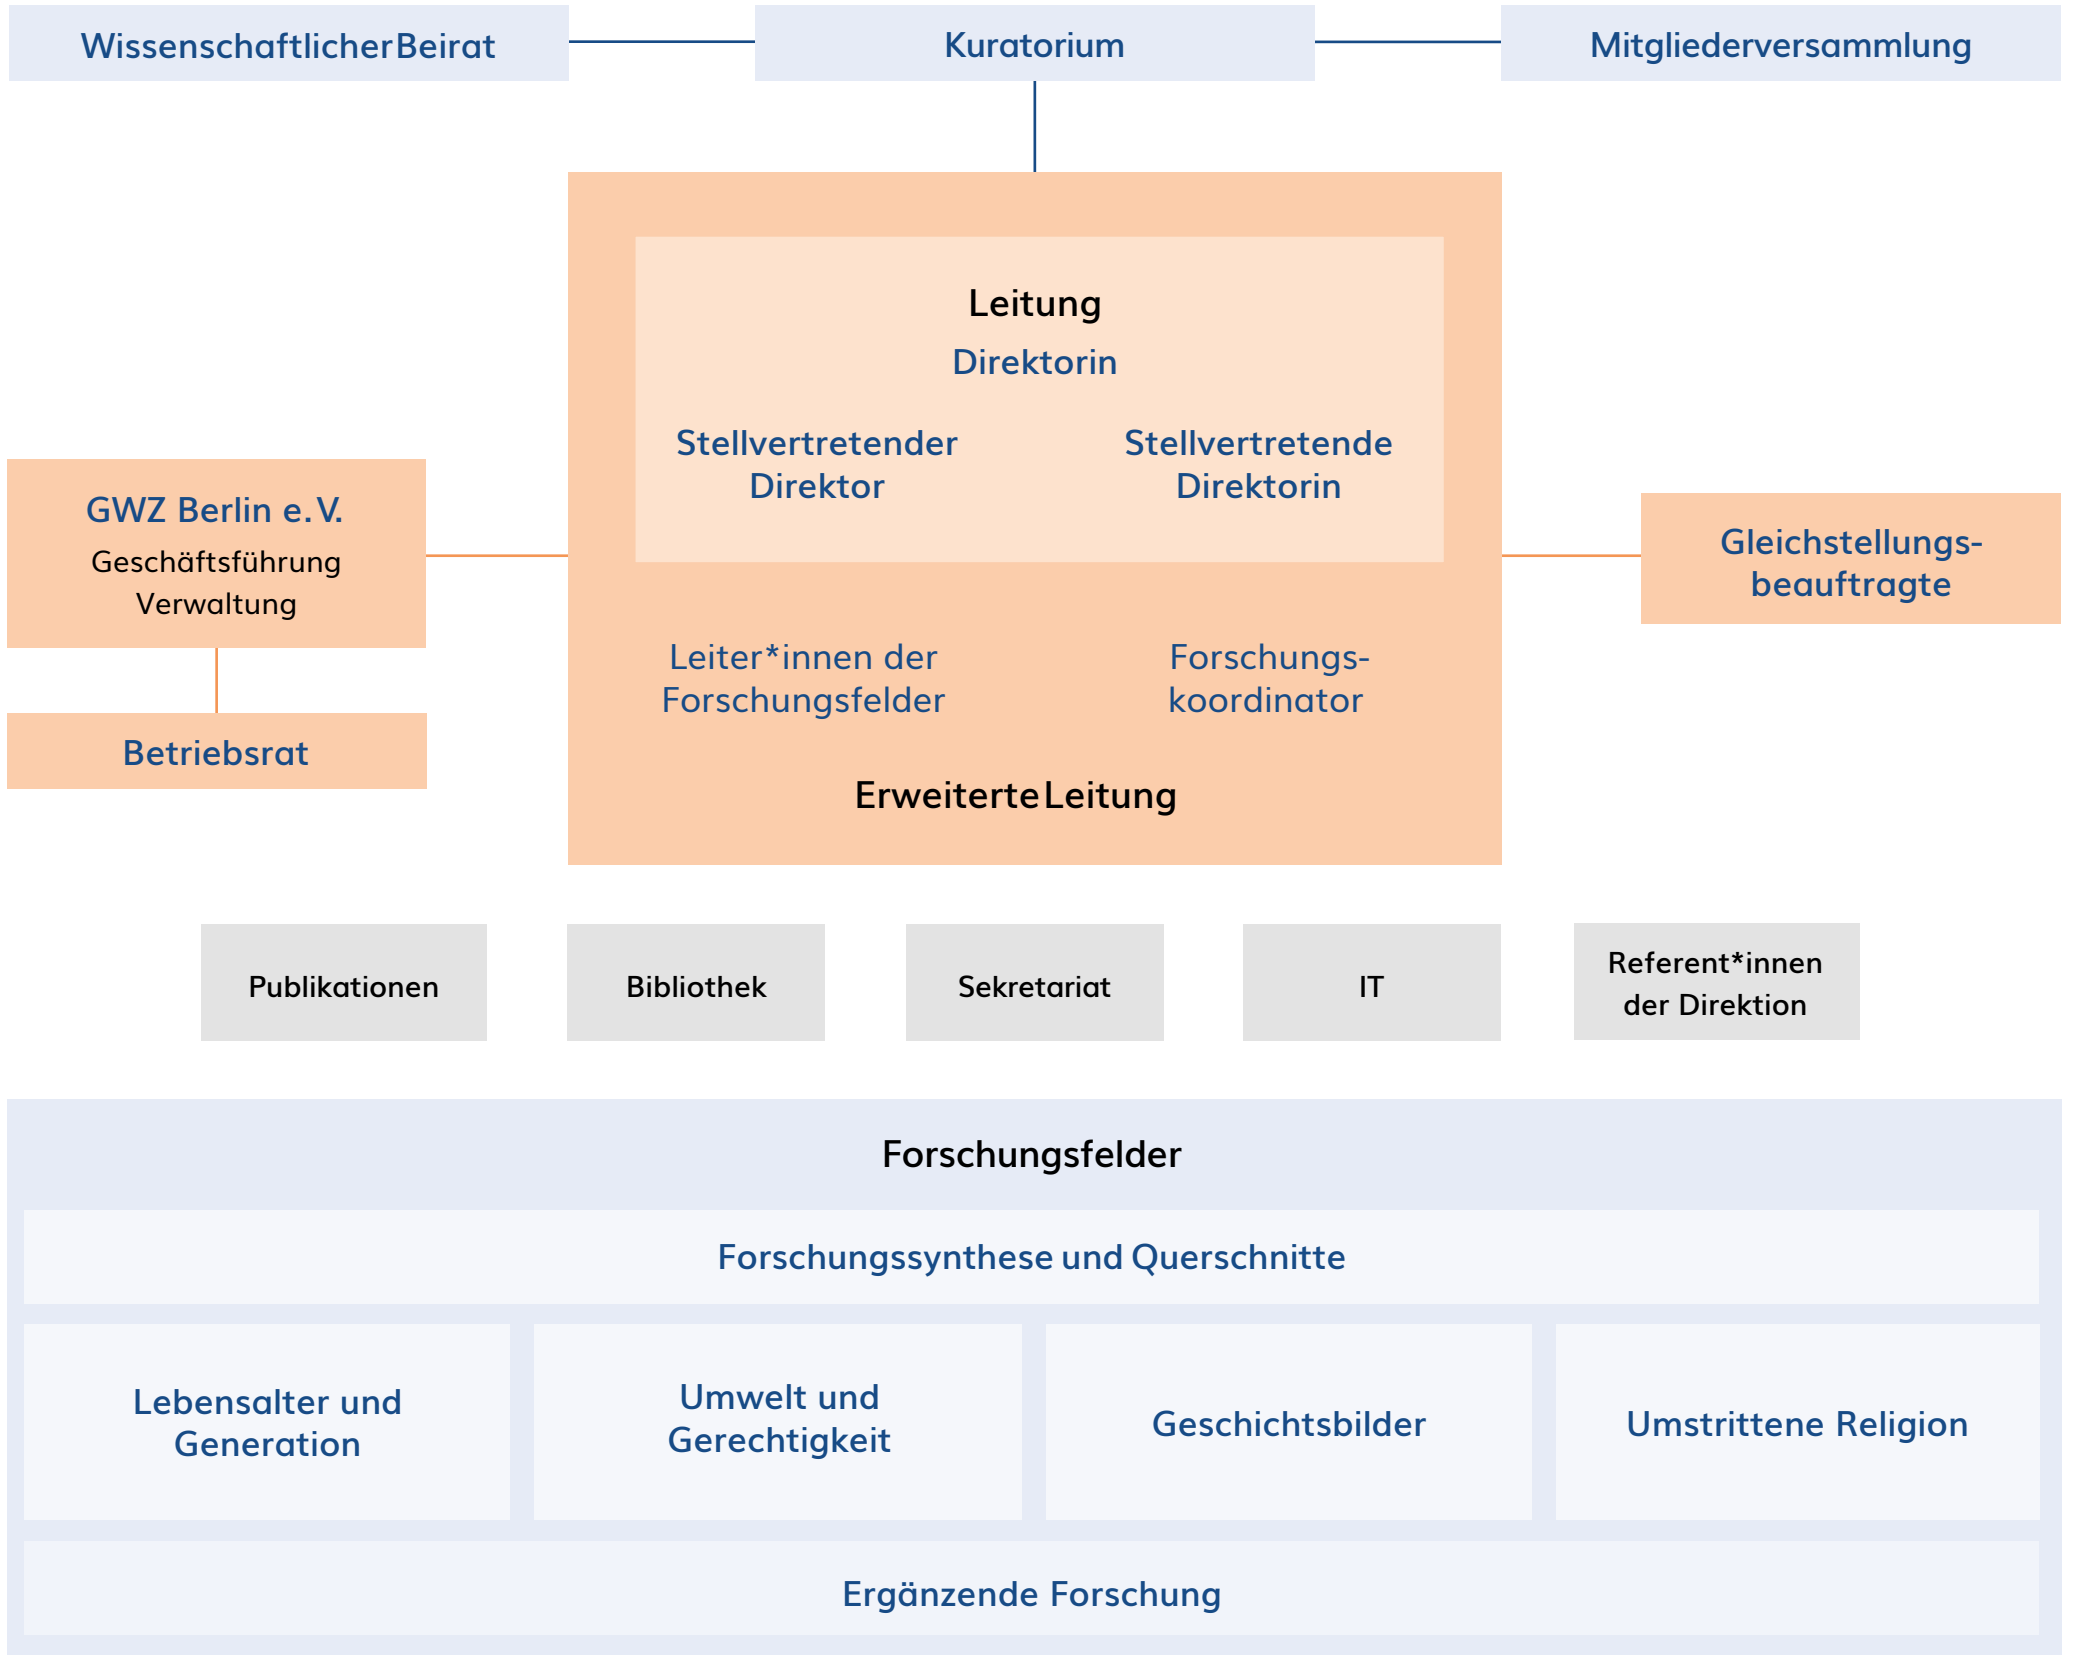 Wissenschaftlicher Beirat
Kuratorium
Mitgliederversammlung
Leitung
Direktorin
Stellvertretender
Direktor
Stellvertretende
Direktorin
GWZ Berlin e. V.
Geschäftsführung
Verwaltung
Gleichstellungs-
beauftragte
Leiter*innen der
Forschungsfelder
Forschungs-
koordinator
Betriebsrat
Erweiterte Leitung
Publikationen
Bibliothek
Sekretariat
IT
Referent*innen
der Direktion
Forschungsfelder
Forschungssynthese und Querschnitte
Lebensalter und
Generation
Umwelt und
Gerechtigkeit
Geschichtsbilder
Umstrittene Religion
Ergänzende Forschung